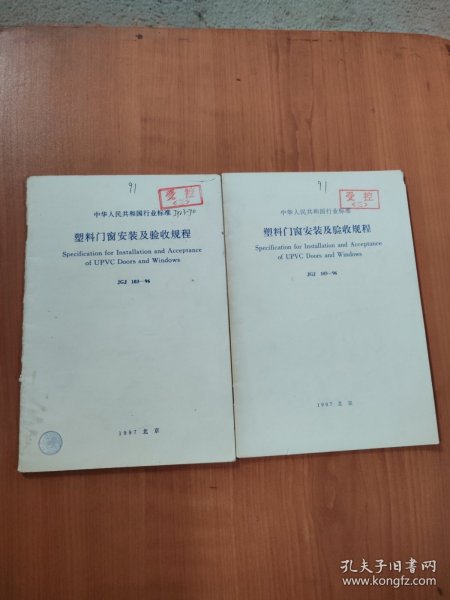 91
受控
<二>
中华人民共和国行业标准
塑料门窗安装及验收规程
Specification for Installation and Acceptance
of UPVC Doors and Windows
JGJ 103—96
1997 北京
91
受控
<二>
中华人民共和国行业标准
塑料门窗安装及验收规程
Specification for Installation and Acceptance
of UPVC Doors and Windows
JGJ 103—96
1997 北京
孔夫子旧书网
www.kongfz.com